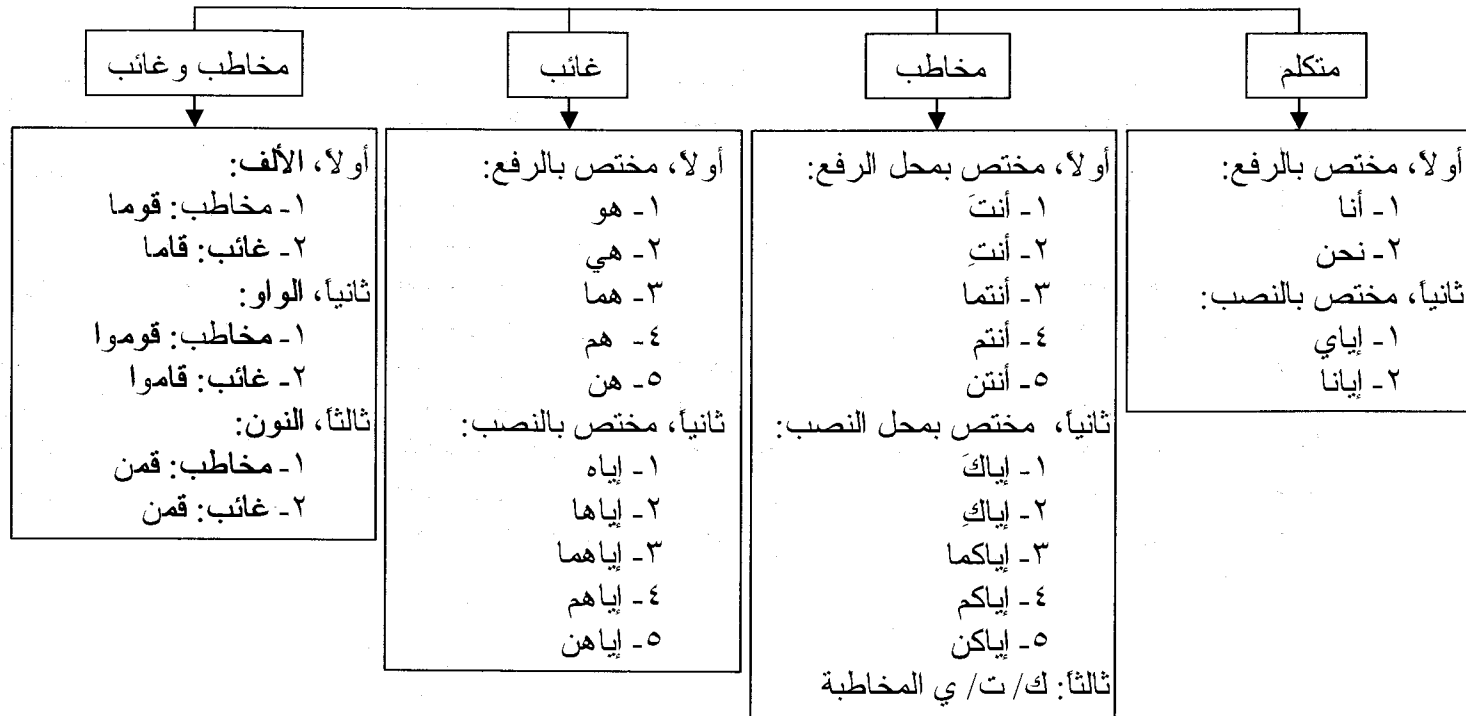 متكلم
أولاً، مختص بالرفع:
١- أنا
٢- نحن
ثانياً، مختص بالنصب:
١- إياي
٢- إيانا
مخاطب
أولاً، مختص بمحل الرفع:
١- أنتَ
٢- أنتِ
٣- أنتما
٤- أنتم
٥- أنتن
ثانياً، مختص بمحل النصب:
١- إياكَ
٢- إياكِ
٣- إياكما
٤- إياكم
٥- إياكن
ثالثاً: ك/ ت/ ي المخاطبة
غائب
أولاً، مختص بالرفع:
١- هو
٢- هي
٣- هما
٤- هم
٥- هن
ثانياً، مختص بالنصب:
١- إياه
٢- إياها
٣- إياهما
٤- إياهم
٥- إياهن
مخاطب وغائب
أولاً، الألف:
١- مخاطب: قوما
٢- غائب: قاما
ثانياً، الواو:
١- مخاطب: قوموا
٢- غائب: قاموا
ثالثاً، النون:
١- مخاطب: قمن
٢- غائب: قمن